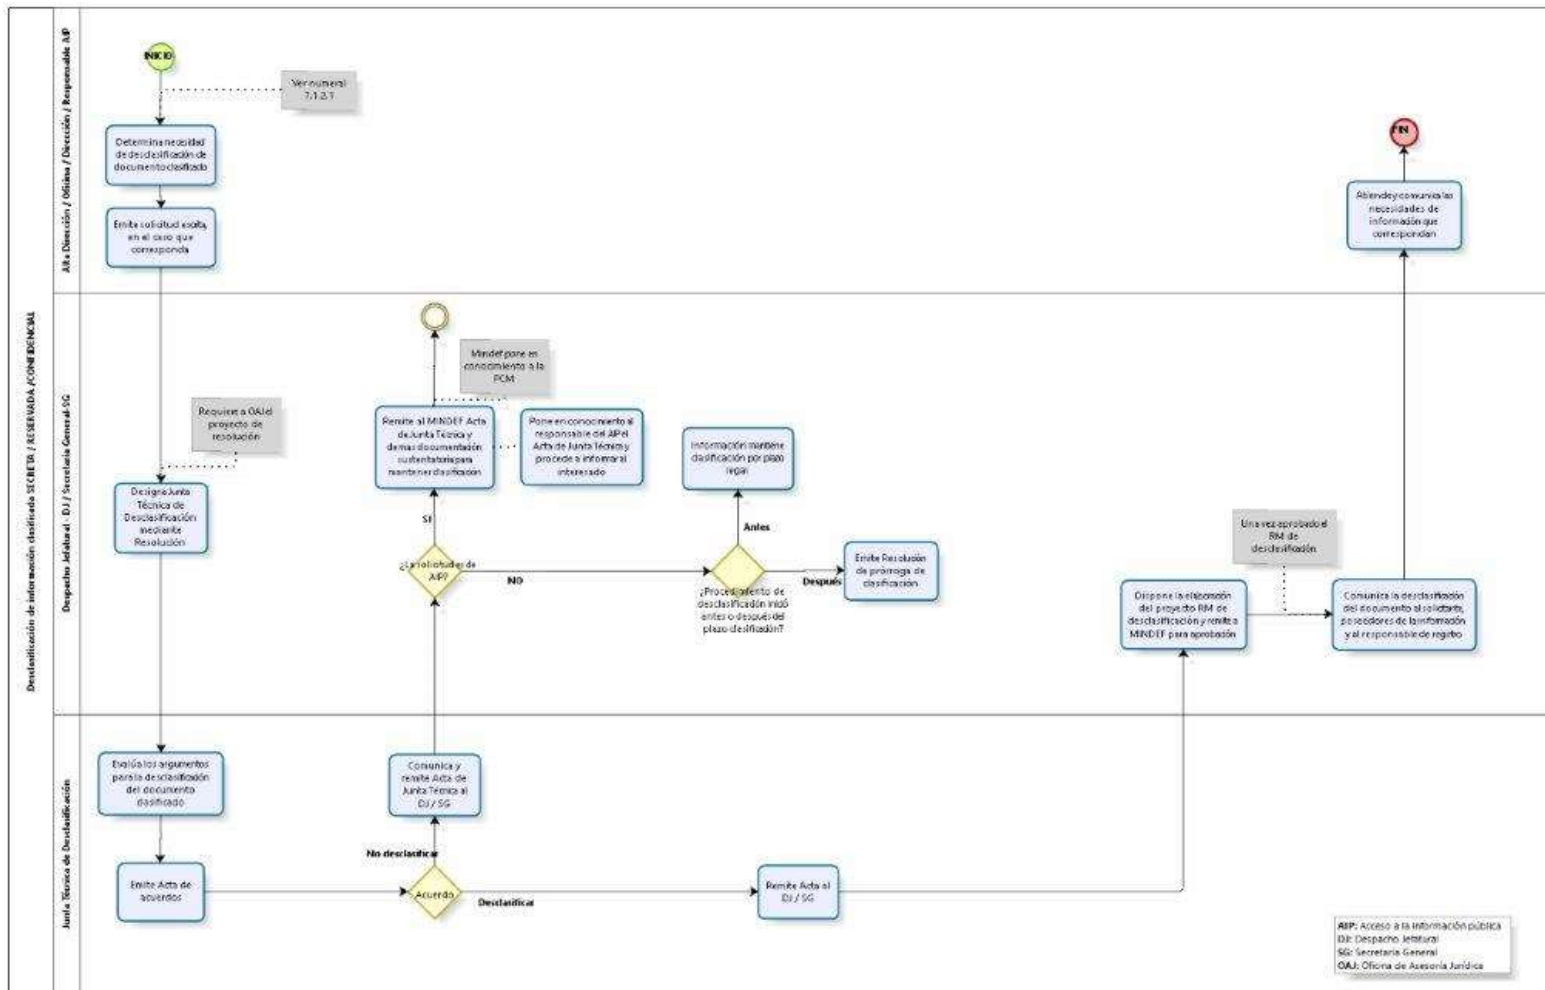 Desclasificación de información clasificada SECRETA / RESERVADA /CONFIDENCIAL
Alta Dirección / Oficina / Dirección / Responsable AIP
INICIO
Ver numeral
7.1.2.1
Determina necesidad
de desclasificación de
documento clasificado
Emite solicitud escrita,
en el caso que
corresponda
FIN
Atiende y comunica las
necesidades de
información que
correspondan
Despacho Jefatural - DJ / Secretaría General-SG
Requiere a OAJ el
proyecto de
resolución
Designa Junta
Técnica de
Desclasificación
mediante
Resolución
Mindef pone en
conocimiento a la
PCM
Remite al MINDEF Acta
de Junta Técnica y
demas documentación
sustentatoria para
mantener clasificación
Pone en conocimiento al
responsable del AIP el
Acta de Junta Técnica y
procede a informar al
interesado
Información mantiene
clasificación por plazo
legal
SI
¿La solicitud es de
AIP?
NO
Antes
Después
¿Procedimiento de
desclasificación inició
antes o después del
plazo clasificación?
Emite Resolución
de prórroga de
clasificación
Una vez aprobado el
RM de
desclasificación
Dispone la elaboración
del proyecto RM de
desclasificación y remite a
MINDEF para aprobación
Comunica la desclasificación
del documento al solicitante,
poseedores de la información
y al responsable de registro
Junta Técnica de Desclasificación
Evalúa los argumentos
para la desclasificación
del documento
clasificado
Emite Acta de
acuerdos
Comunica y
remite Acta de
Junta Técnica al
DJ / SG
No desclasificar
Acuerdo
Desclasificar
Remite Acta al
DJ / SG
AIP: Acceso a la información pública
DJ: Despacho Jefatural
SG: Secretaría General
OAJ: Oficina de Asesoría Jurídica